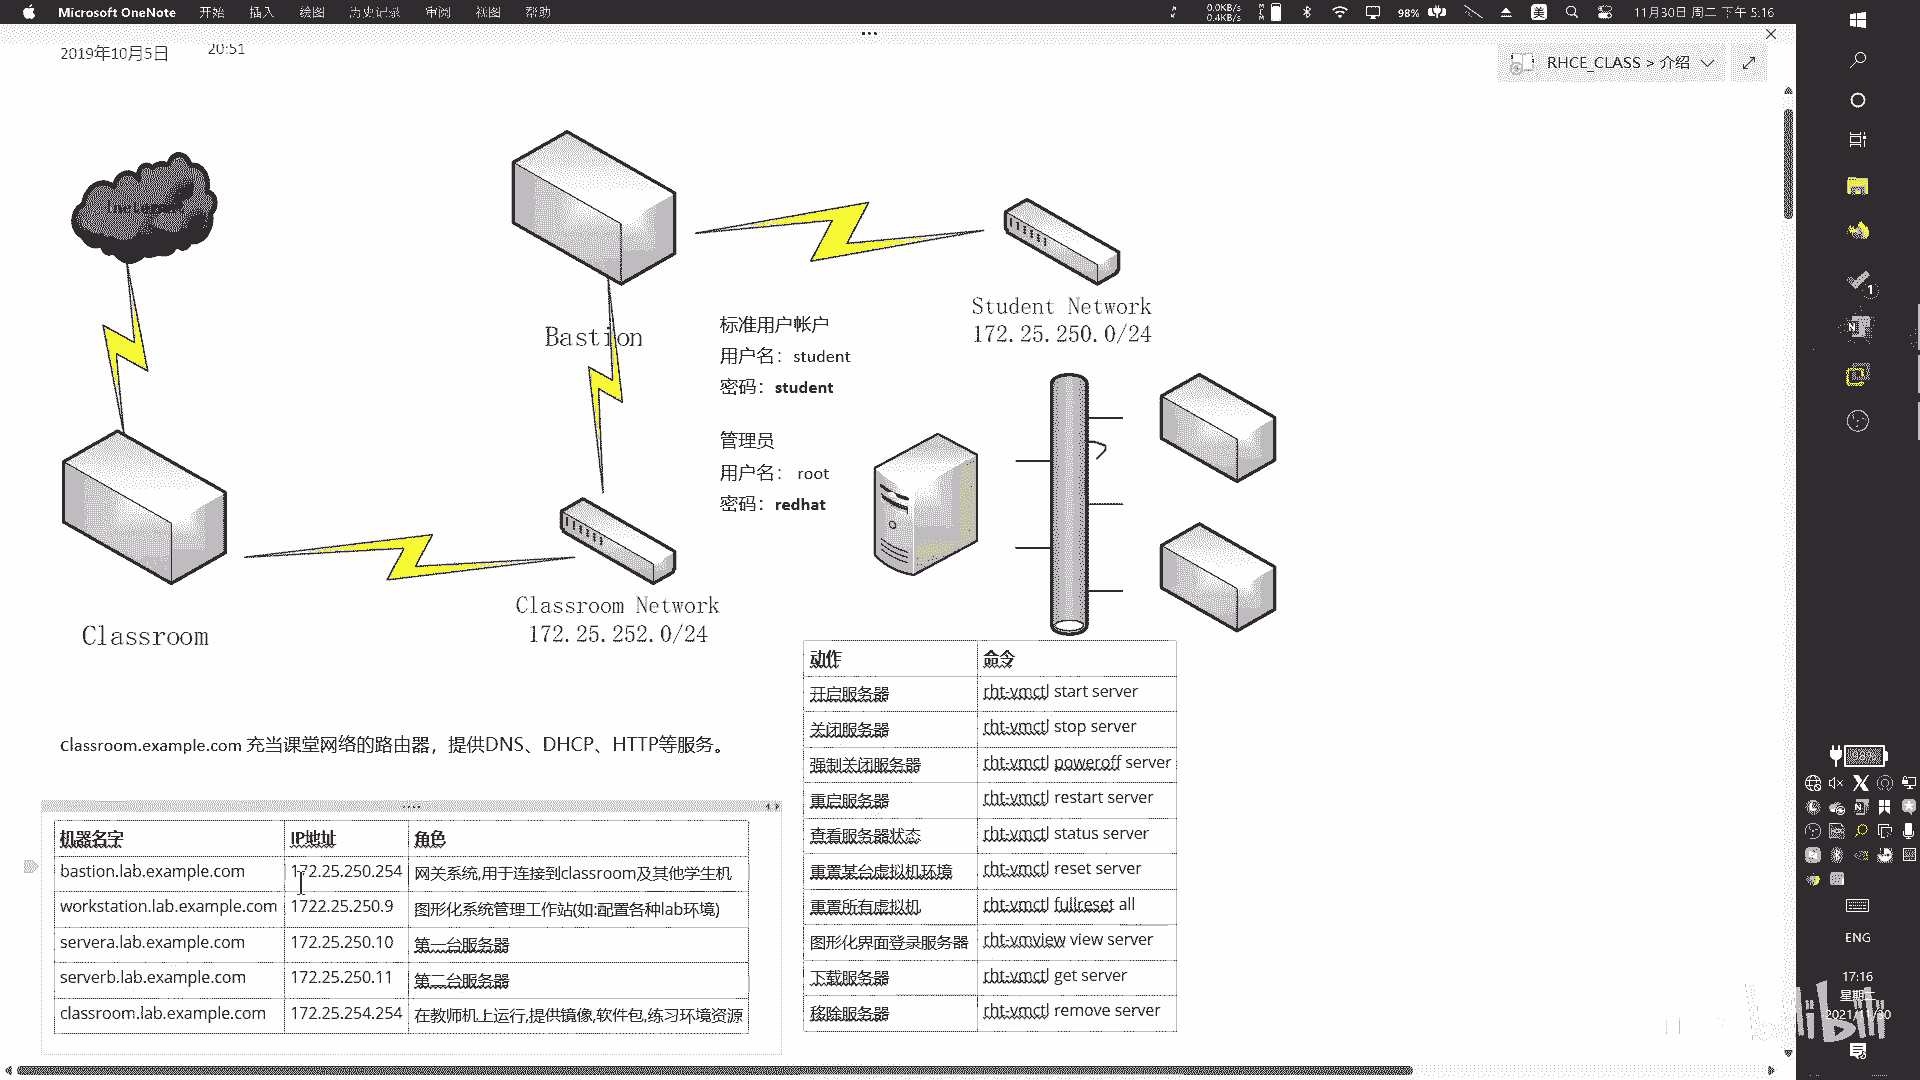 Microsoft OneNote 开始 插入 绘图 历史记录 审阅 视图 帮助
0.0KB/s
0.4KB/s
98%
美
11月30日 周二 下午 5:16
2019年10月5日 20:51
RHCE_CLASS > 介绍
Bastion
Student Network
172.25.250.0/24
标准用户帐户
用户名：student
密码：student
管理员
用户名： root
密码：redhat
Classroom
Classroom Network
172.25.252.0/24
Classroom.example.com 充当课堂网络的路由器，提供DNS、DHCP、HTTP等服务。
机器名字 IP地址 角色
bastion.lab.example.com 172.25.250.254 网关系统,用于连接到classroom及其他学生机
workstation.lab.example.com 1722.25.250.9 图形化系统管理工作站(如:配置各种lab环境)
servera.lab.example.com 172.25.250.10 第一台服务器
serverb.lab.example.com 172.25.250.11 第二台服务器
classroom.lab.example.com 172.25.254.254 在教师机上运行,提供镜像,软件包,练习环境资源
动作 命令
开启服务器 rht-vmctl start server
关闭服务器 rht-vmctl stop server
强制关闭服务器 rht-vmctl poweroff server
重启服务器 rht-vmctl restart server
查看服务器状态 rht-vmctl status server
重置某台虚拟机环境 rht-vmctl reset server
重置所有虚拟机 rht-vmctl fullreset all
图形化界面登录服务器 rht-vmview view server
下载服务器 rht-vmctl get server
移除服务器 rht-vmctl remove server
1
98%
ENG
17:16
星期二
2021/11/30
bilibili